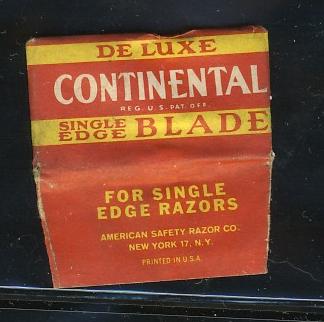 DE LUXE
CONTINENTAL
REG. U.S. PAT. OFF.
SINGLE EDGE BLADE
FOR SINGLE
EDGE RAZORS
AMERICAN SAFETY RAZOR CO.
NEW YORK 17, N.Y.
PRINTED IN U.S.A.